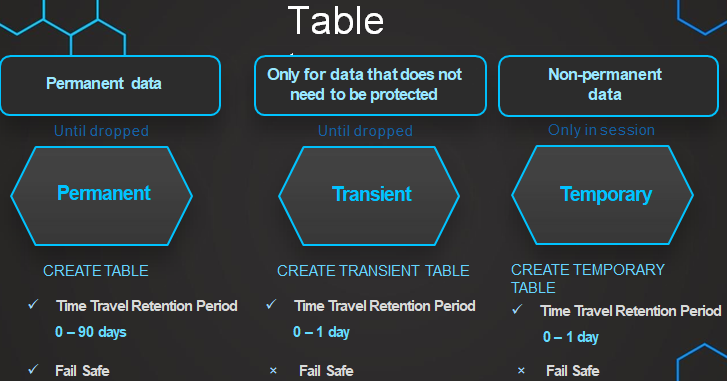 Table
Permanent data
Only for data that does not
need to be protected
Non-permanent
data
Until dropped
Until dropped
Only in session
Permanent
Transient
Temporary
CREATE TABLE
CREATE TRANSIENT TABLE
CREATE TEMPORARY
TABLE
✓ Time Travel Retention Period
0 – 90 days
✓ Time Travel Retention Period
0 – 1 day
✓ Time Travel Retention Period
0 – 1 day
✓ Fail Safe
× Fail Safe
× Fail Safe